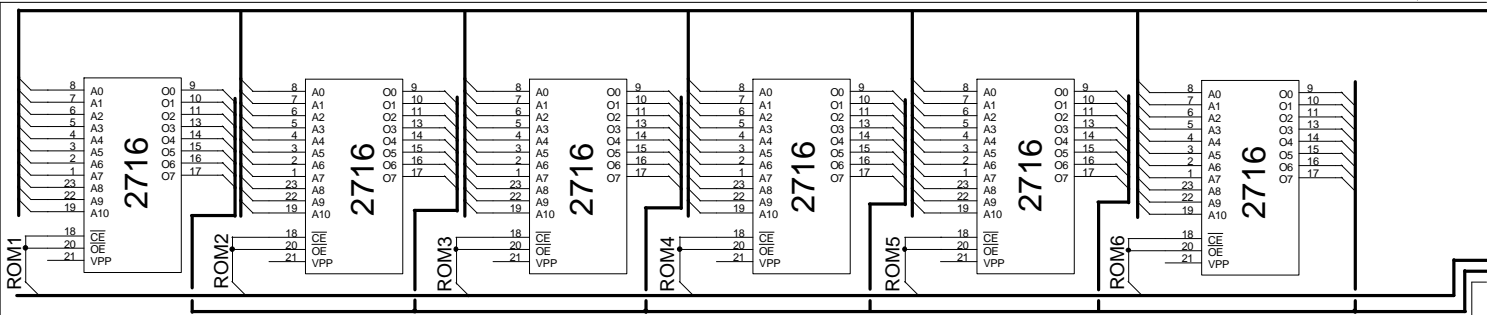 8 A0 O0 9
7 A1 O1 10
6 A2 O2 11
5 A3 O3 13
4 A4 O4 14
3 A5 O5 15
2 A6 O6 16
1 A7 O7 17
23 A8
22 A9
19 A10
18 CE
20 OE
21 VPP
2716
ROM1
8 A0 O0 9
7 A1 O1 10
6 A2 O2 11
5 A3 O3 13
4 A4 O4 14
3 A5 O5 15
2 A6 O6 16
1 A7 O7 17
23 A8
22 A9
19 A10
18 CE
20 OE
21 VPP
2716
ROM2
8 A0 O0 9
7 A1 O1 10
6 A2 O2 11
5 A3 O3 13
4 A4 O4 14
3 A5 O5 15
2 A6 O6 16
1 A7 O7 17
23 A8
22 A9
19 A10
18 CE
20 OE
21 VPP
2716
ROM3
8 A0 O0 9
7 A1 O1 10
6 A2 O2 11
5 A3 O3 13
4 A4 O4 14
3 A5 O5 15
2 A6 O6 16
1 A7 O7 17
23 A8
22 A9
19 A10
18 CE
20 OE
21 VPP
2716
ROM4
8 A0 O0 9
7 A1 O1 10
6 A2 O2 11
5 A3 O3 13
4 A4 O4 14
3 A5 O5 15
2 A6 O6 16
1 A7 O7 17
23 A8
22 A9
19 A10
18 CE
20 OE
21 VPP
2716
ROM5
8 A0 O0 9
7 A1 O1 10
6 A2 O2 11
5 A3 O3 13
4 A4 O4 14
3 A5 O5 15
2 A6 O6 16
1 A7 O7 17
23 A8
22 A9
19 A10
18 CE
20 OE
21 VPP
2716
ROM6